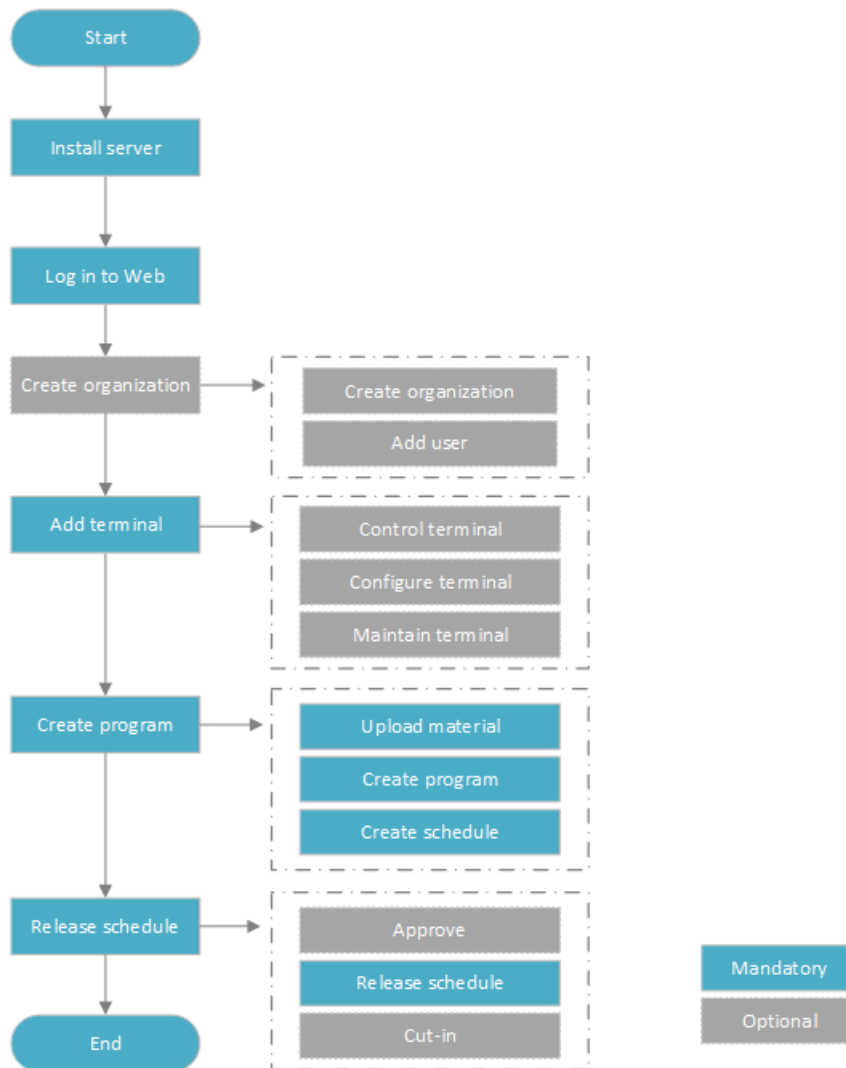 Start
Install server
Log in to Web
Create organization
Create organization
Add user
Add terminal
Control terminal
Configure terminal
Maintain terminal
Create program
Upload material
Create program
Create schedule
Release schedule
Approve
Release schedule
Cut-in
End
Mandatory
Optional